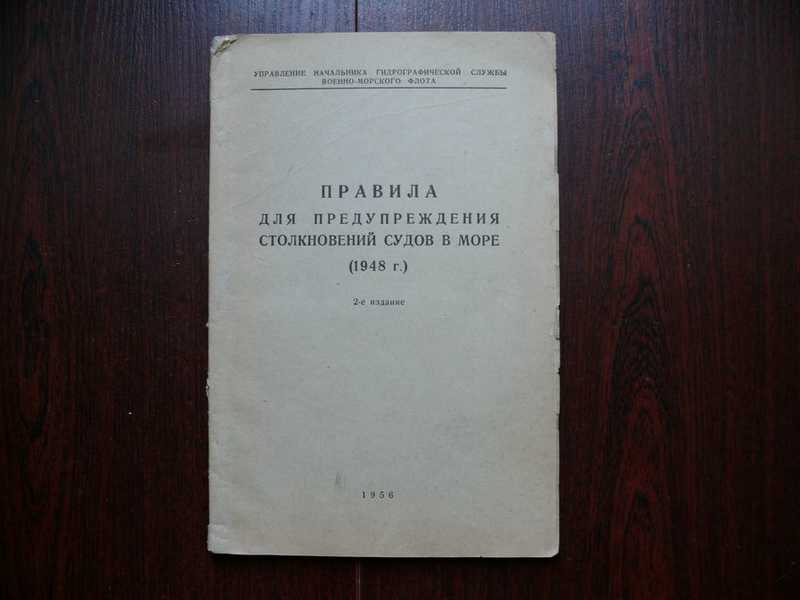 УПРАВЛЕНИЕ НАЧАЛЬНИКА ГИДРОГРАФИЧЕСКОЙ СЛУЖБЫ
ВОЕННО-МОРСКОГО ФЛОТА
ПРАВИЛА
ДЛЯ ПРЕДУПРЕЖДЕНИЯ
СТОЛКНОВЕНИЙ СУДОВ В МОРЕ
(1948 г.)
2-е издание
1956